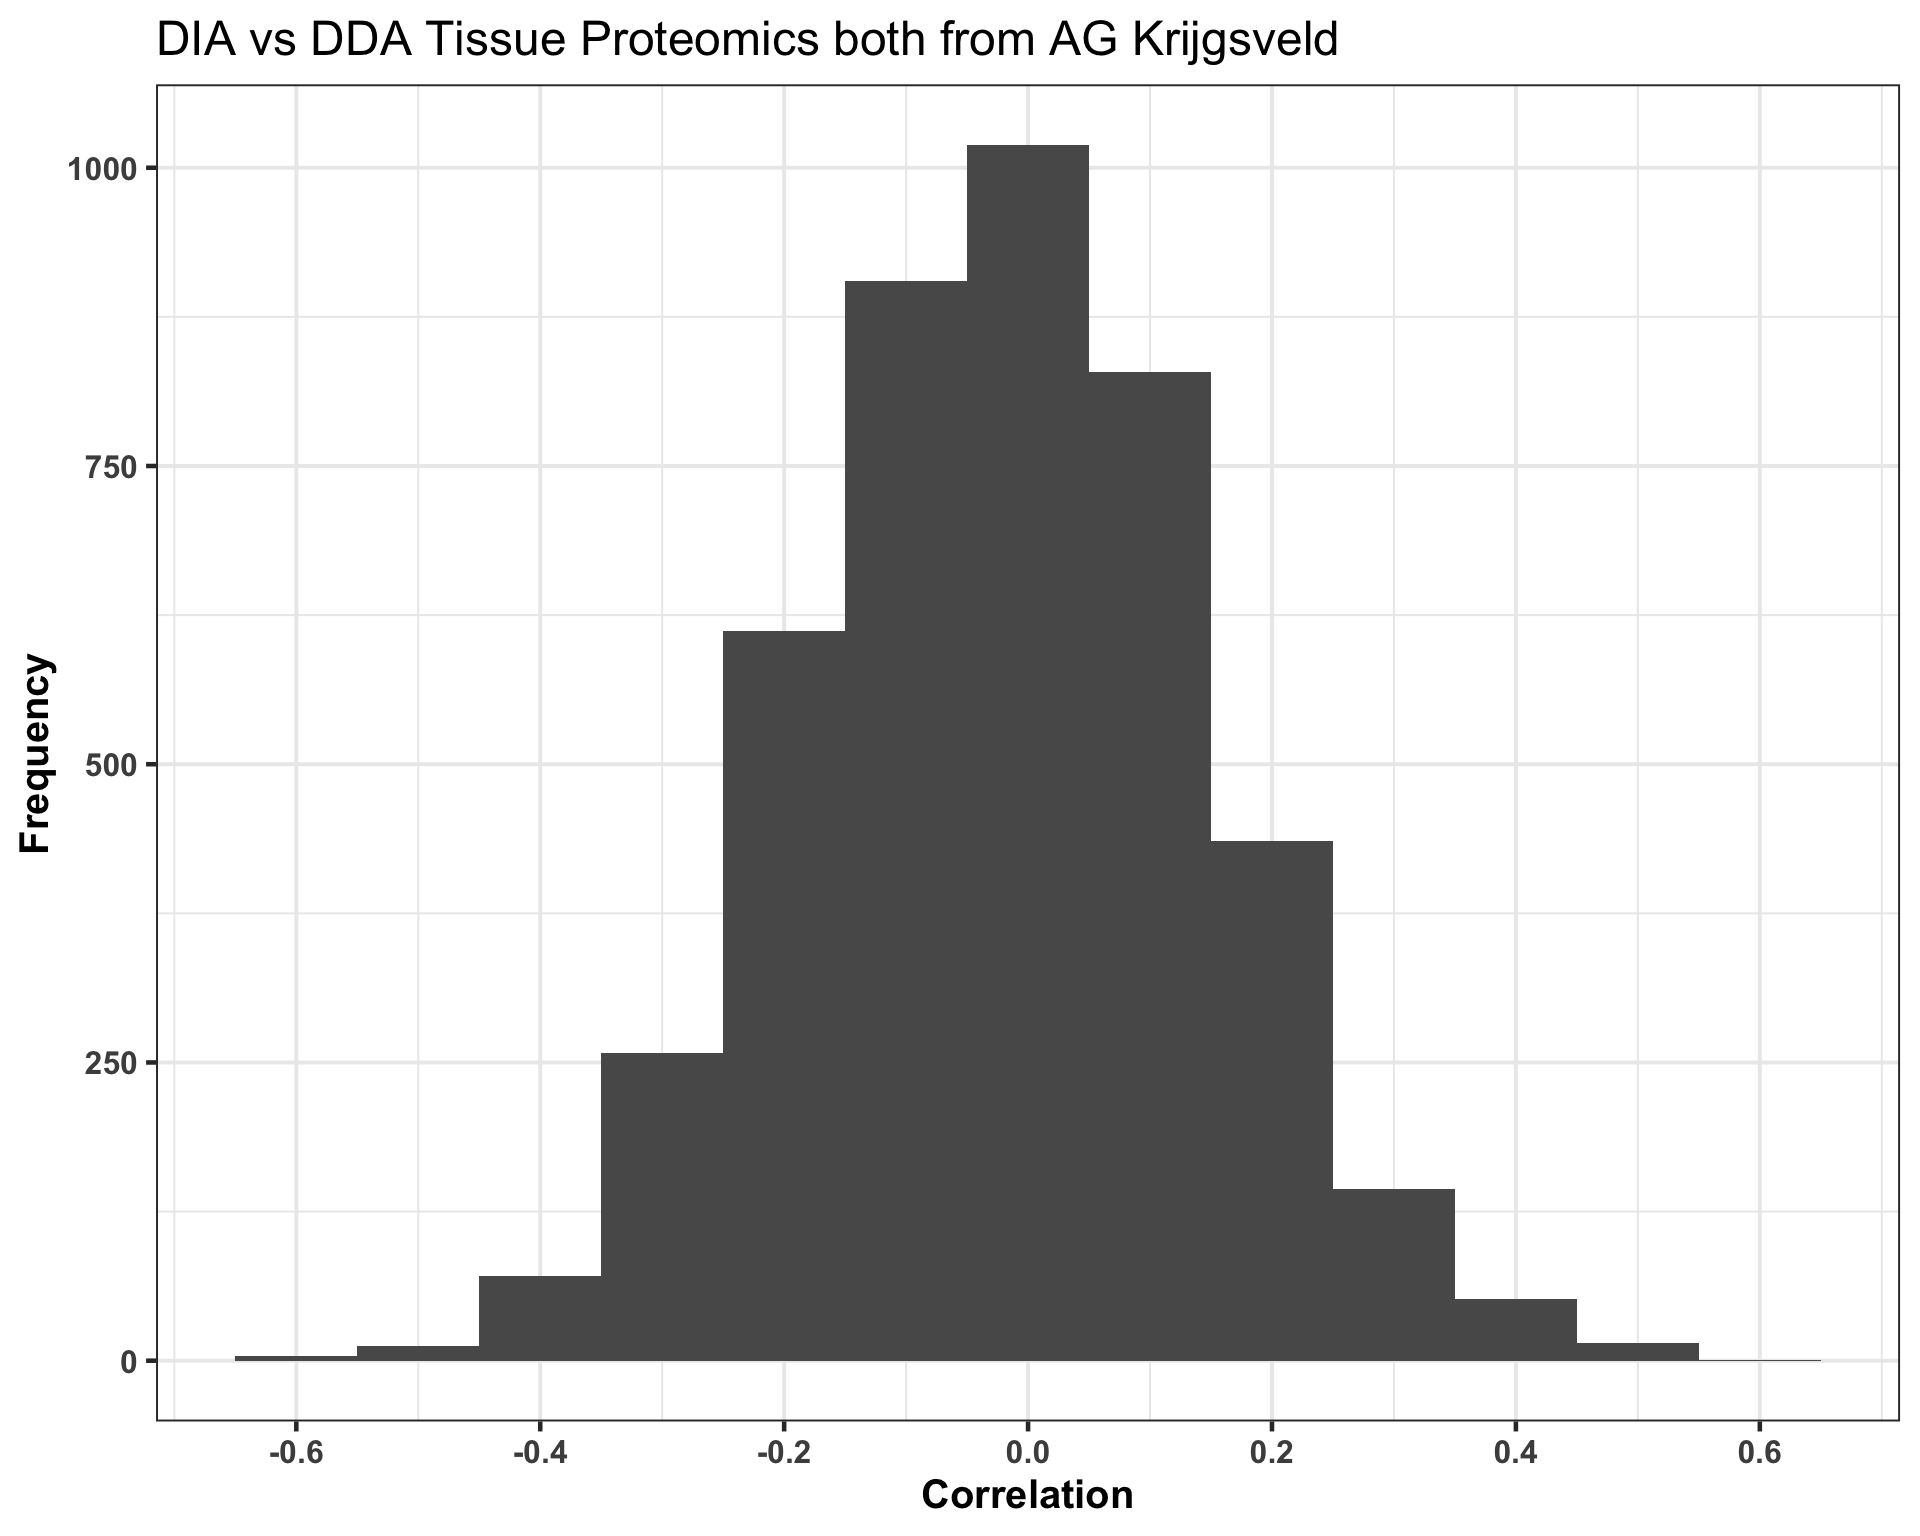 DIA vs DDA Tissue Proteomics both from AG Krijgsveld
1000
750
500
250
0
Frequency
-0.6 -0.4 -0.2 0.0 0.2 0.4 0.6
Correlation